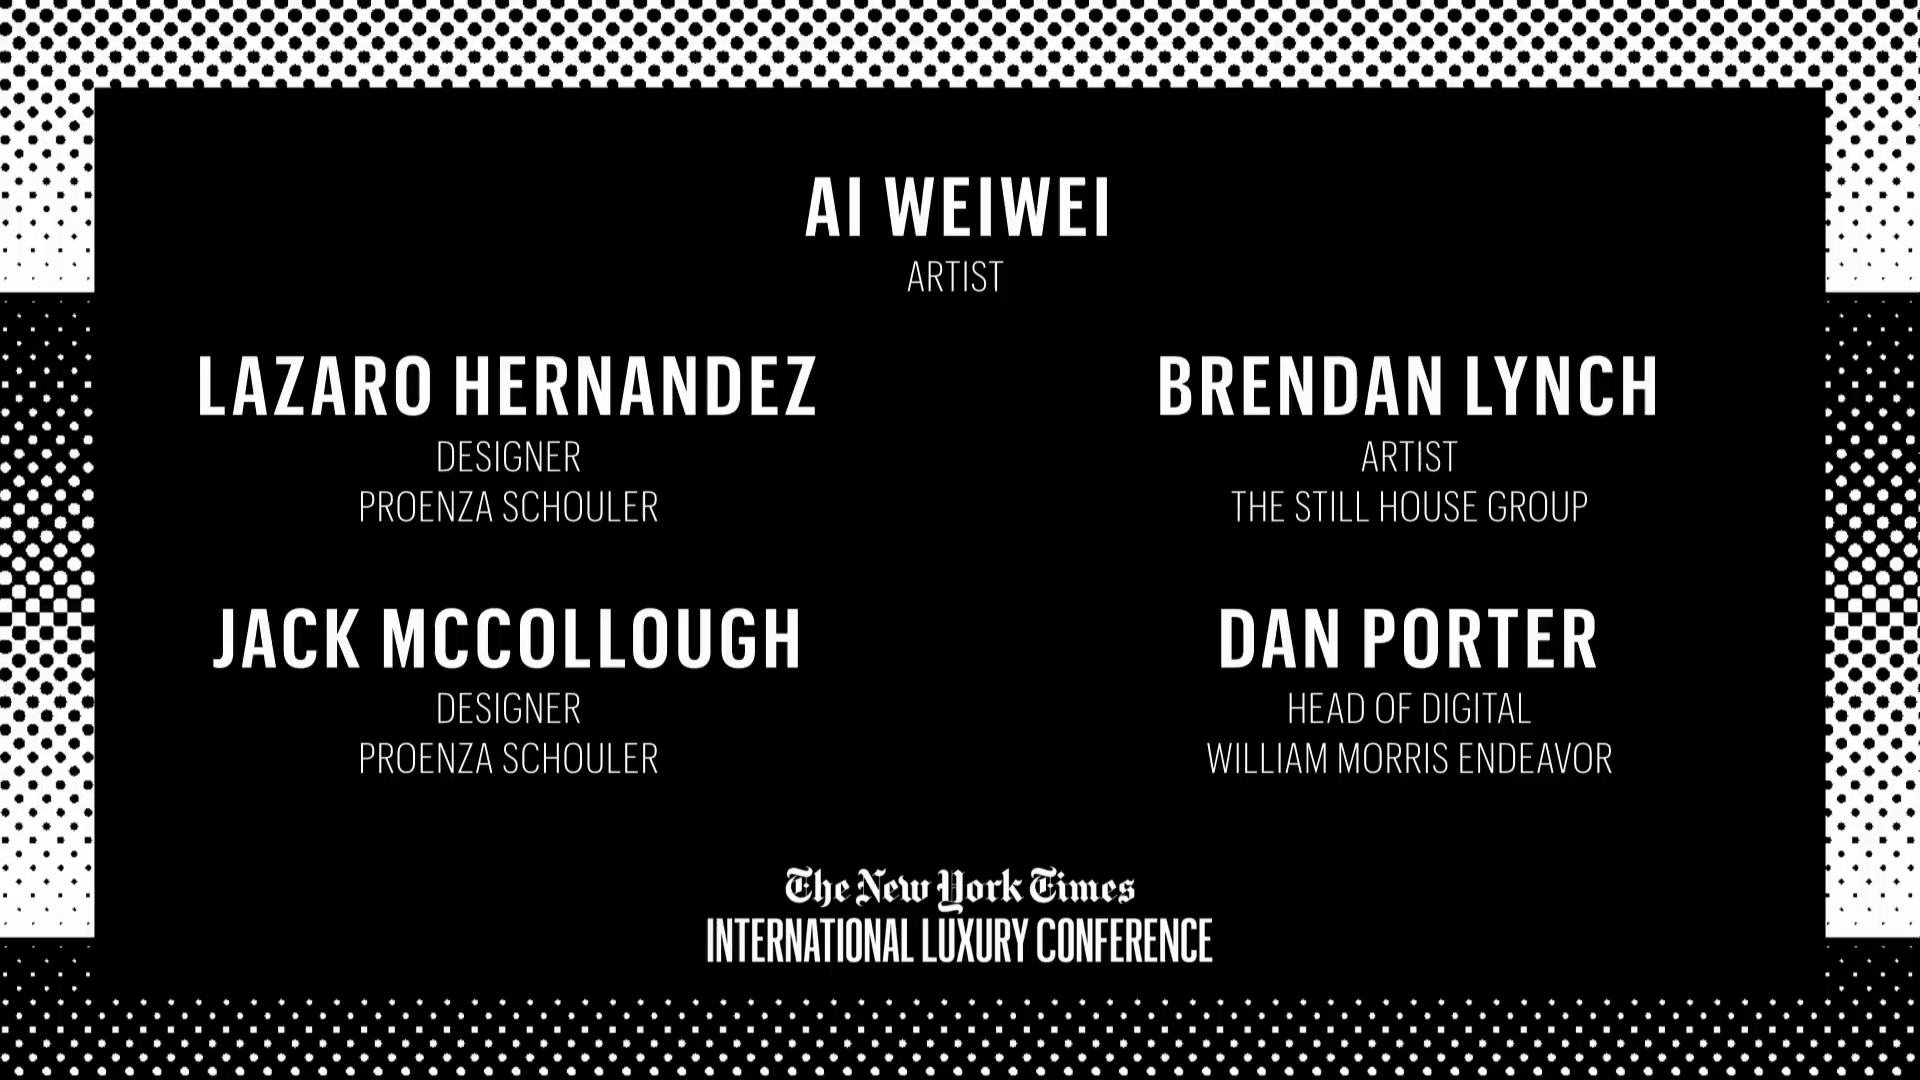 AI WEIWEI
ARTIST
LAZARO HERNANDEZ
DESIGNER
PROENZA SCHOULER
BRENDAN LYNCH
ARTIST
THE STILL HOUSE GROUP
JACK MCCOLLOUGH
DESIGNER
PROENZA SCHOULER
DAN PORTER
HEAD OF DIGITAL
WILLIAM MORRIS ENDEAVOR
The New York Times
INTERNATIONAL LUXURY CONFERENCE